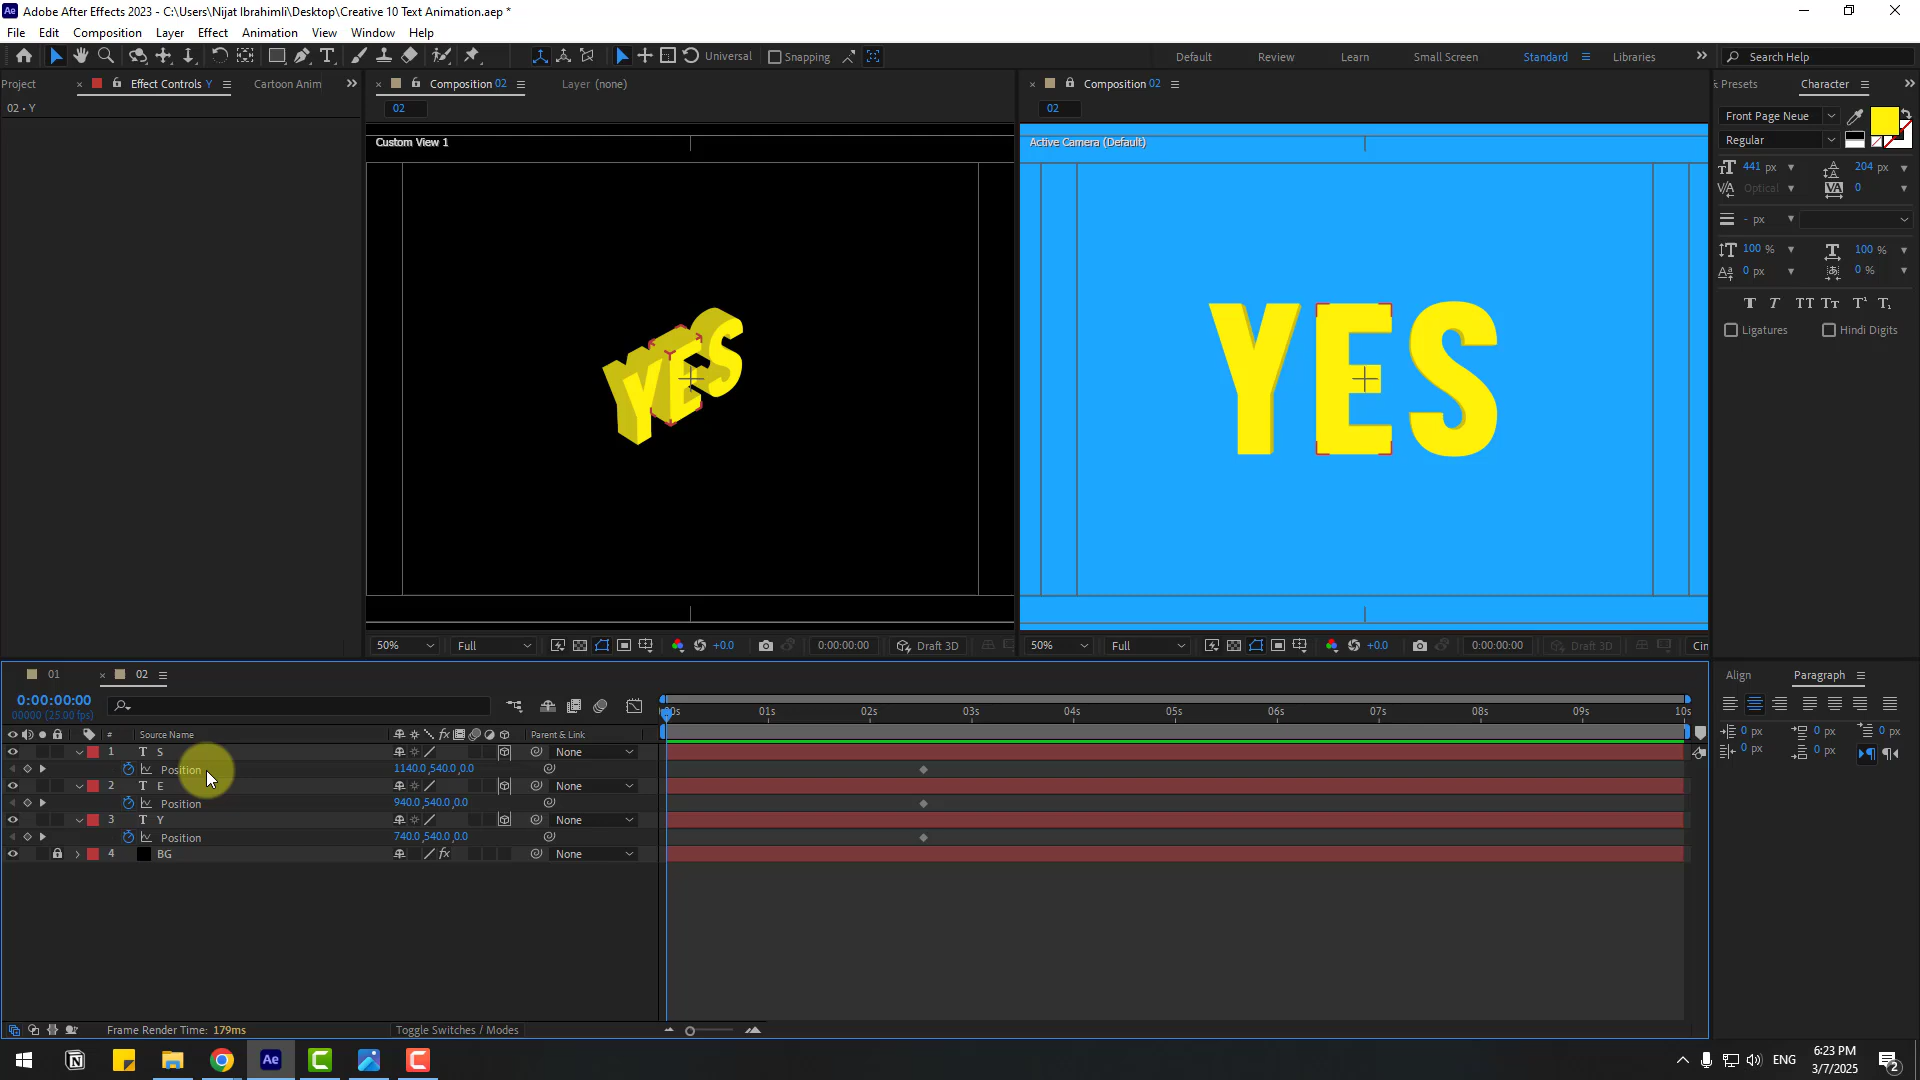 Adobe After Effects 2023 - C:\Users\Nijat Ibrahimli\Desktop\Creative 10 Text Animation.aep *
File Edit Composition Layer Effect Animation View Window Help
Universal Snapping Default Review Learn Small Screen Standard Libraries Search Help
Project Effect Controls Y Cartoon Anim Composition 02 Layer (none) Composition 02 Presets Character
02 • Y 02 02
Front Page Neue
Regular
Custom View 1 Active Camera (Default)
441 px 204 px
Optical 0
- px
100 % 100 %
0 px 0 %
Ligatures Hindi Digits
YES YES
50% Full +0.0 0:00:00:00 Draft 3D 50% Full +0.0 0:00:00:00 Draft 3D Cin
01 02 Align Paragraph
0:00:00:00
00000 (25.00 fps)
01s 02s 03s 04s 05s 06s 07s 08s 09s 10s
0 px 0 px 0 px
0 px 0 px
# Source Name Parent & Link
1 T S None
Position 1140.0,540.0,0.0
2 T E None
Position 940.0,540.0,0.0
3 T Y None
Position 740.0,540.0,0.0
4 BG None
Frame Render Time: 179ms Toggle Switches / Modes
ENG 6:23 PM
3/7/2025 2